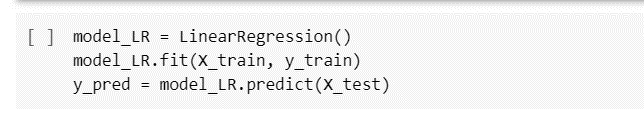 [ ] model_LR = LinearRegression()
model_LR.fit(X_train, y_train)
y_pred = model_LR.predict(X_test)